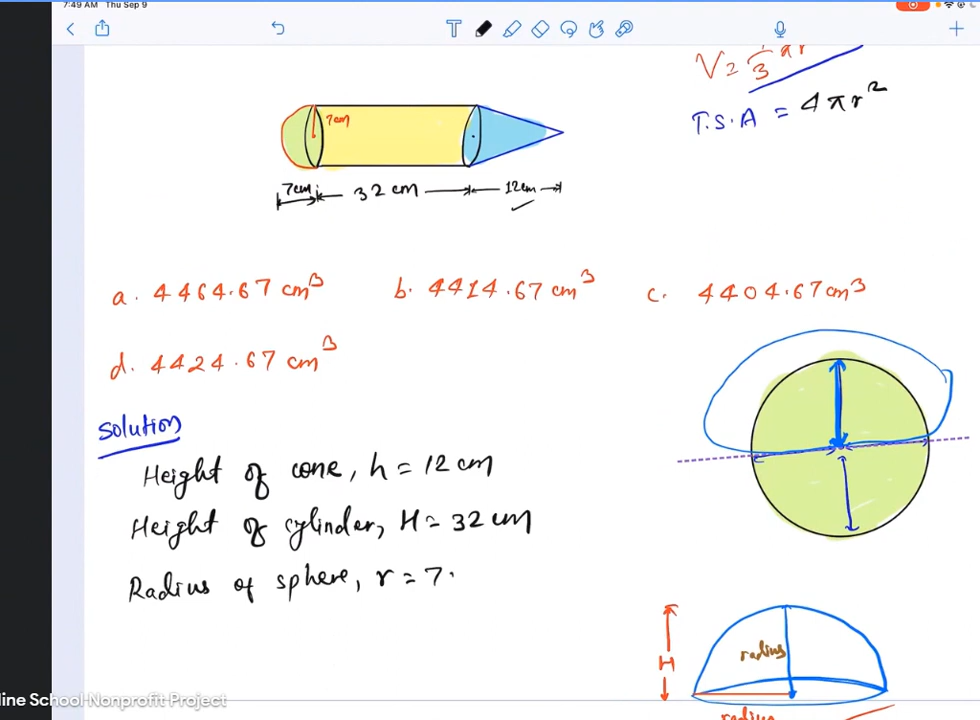 7:49 AM Thu Sep 9
T
V = 1/3 π r
T.S.A = 4πr²
7cm
7cm
32 cm
12cm
a. 4464.67 cm³
b. 4414.67 cm³
c. 4404.67 cm³
d. 4424.67 cm³
Solution
Height of cone, h = 12 cm
Height of cylinder, H = 32 cm
Radius of sphere, r = 7.
H
radius
radius
line School Nonprofit Project